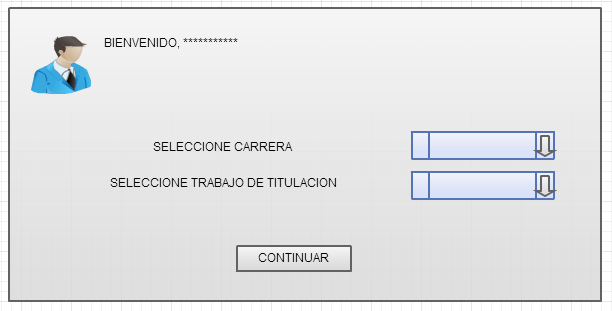 BIENVENIDO, ***********
SELECCIONE CARRERA
SELECCIONE TRABAJO DE TITULACION
CONTINUAR